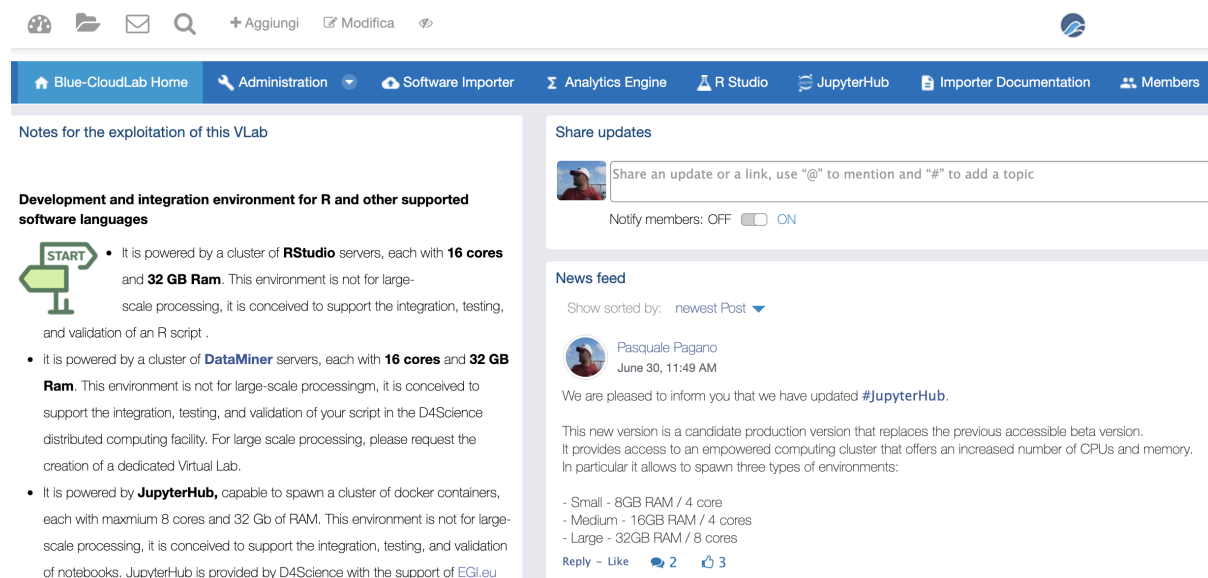 Aggiungi
Modifica
Blue-CloudLab Home
Administration
Software Importer
Analytics Engine
R Studio
JupyterHub
Importer Documentation
Members
Notes for the exploitation of this VLab
Development and integration environment for R and other supported
software languages
START
• It is powered by a cluster of RStudio servers, each with 16 cores
and 32 GB Ram. This environment is not for large-
scale processing, it is conceived to support the integration, testing,
and validation of an R script .
• it is powered by a cluster of DataMiner servers, each with 16 cores and 32 GB
Ram. This environment is not for large-scale processingm, it is conceived to
support the integration, testing, and validation of your script in the D4Science
distributed computing facility. For large scale processing, please request the
creation of a dedicated Virtual Lab.
• It is powered by JupyterHub, capable to spawn a cluster of docker containers,
each with maxmium 8 cores and 32 Gb of RAM. This environment is not for large-
scale processing, it is conceived to support the integration, testing, and validation
of notebooks. JupyterHub is provided by D4Science with the support of EGI.eu
Share updates
Share an update or a link, use “@” to mention and “#” to add a topic
Notify members: OFF ON
News feed
Show sorted by: newest Post
Pasquale Pagano
June 30, 11:49 AM
We are pleased to inform you that we have updated #JupyterHub.
This new version is a candidate production version that replaces the previous accessible beta version.
It provides access to an empowered computing cluster that offers an increased number of CPUs and memory.
In particular it allows to spawn three types of environments:
- Small - 8GB RAM / 4 core
- Medium - 16GB RAM / 4 cores
- Large - 32GB RAM / 8 cores
Reply - Like 2 3